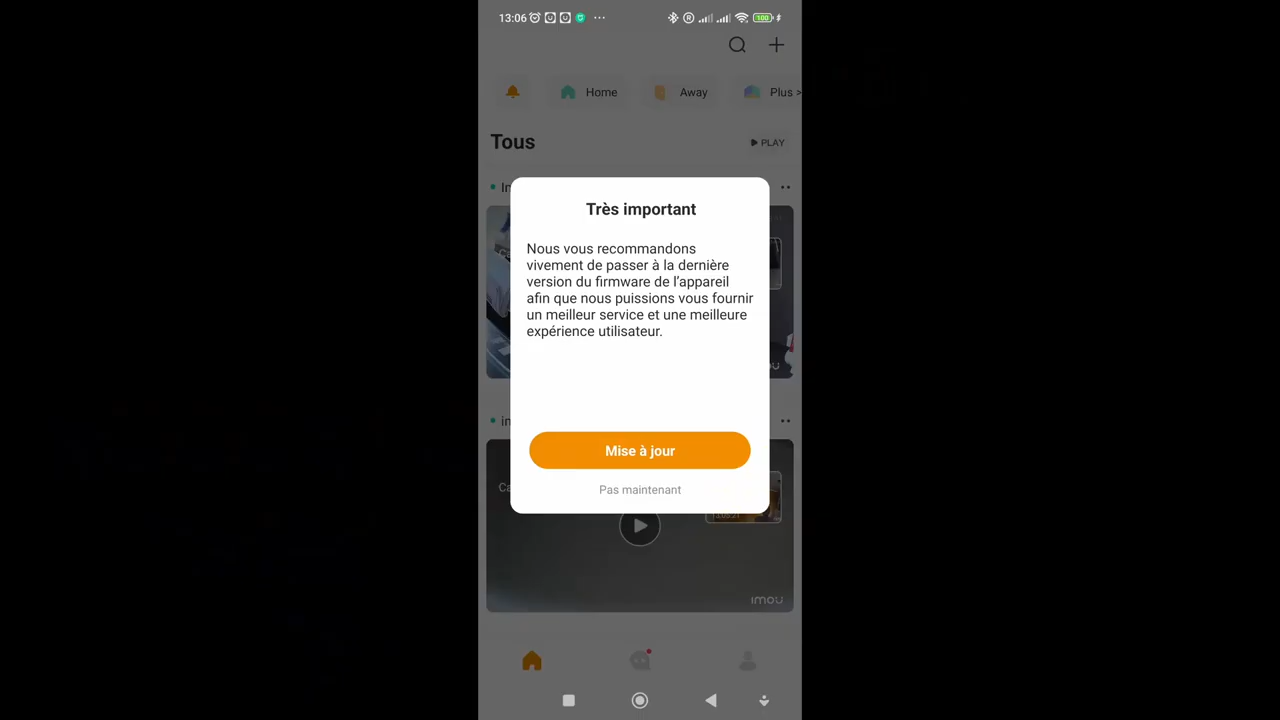 13:06
100
Home
Away
Plus >
Tous
PLAY
Très important
Nous vous recommandons
vivement de passer à la dernière
version du firmware de l'appareil
afin que nous puissions vous fournir
un meilleur service et une meilleure
expérience utilisateur.
Mise à jour
Pas maintenant
imou